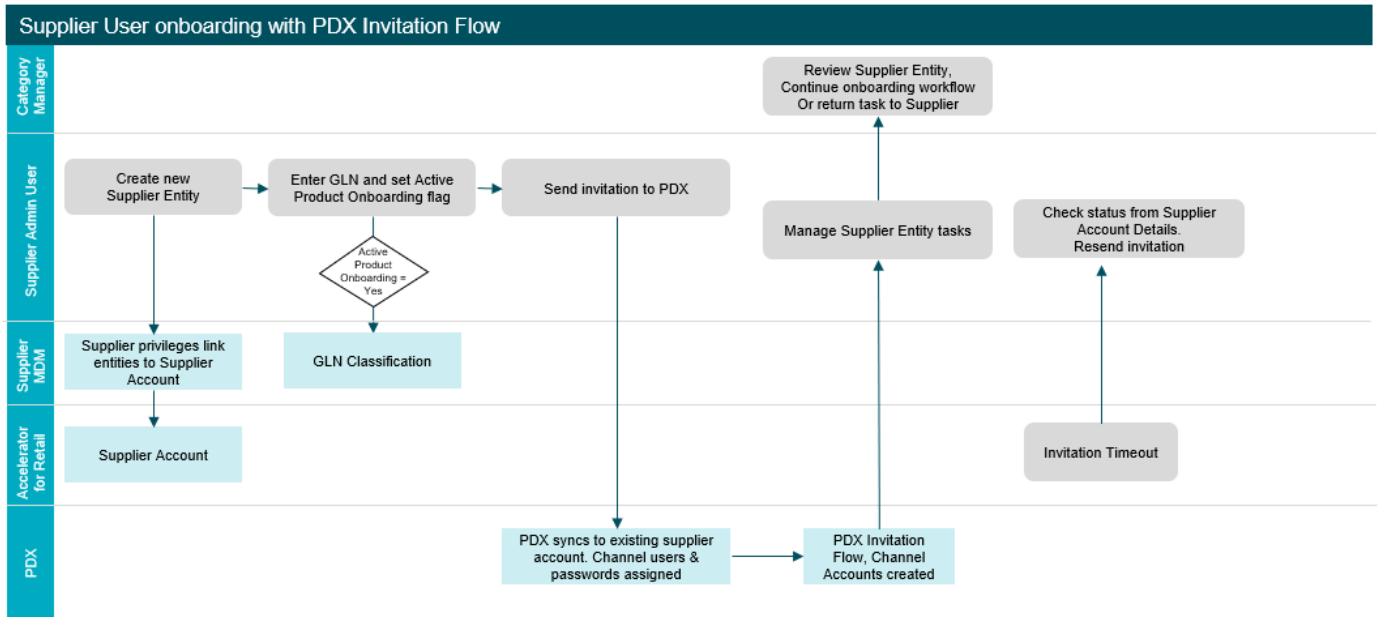 Supplier User onboarding with PDX Invitation Flow
Category
Manager
Review Supplier Entity,
Continue onboarding workflow
Or return task to Supplier
Supplier Admin User
Create new
Supplier Entity
Enter GLN and set Active
Product Onboarding flag
Send invitation to PDX
Active
Product
Onboarding =
Yes
Manage Supplier Entity tasks
Check status from Supplier
Account Details.
Resend invitation
Supplier
MDM
Supplier privileges link
entities to Supplier
Account
GLN Classification
Accelerator
for Retail
Supplier Account
Invitation Timeout
PDX
PDX syncs to existing supplier
account. Channel users &
passwords assigned
PDX Invitation
Flow, Channel
Accounts created